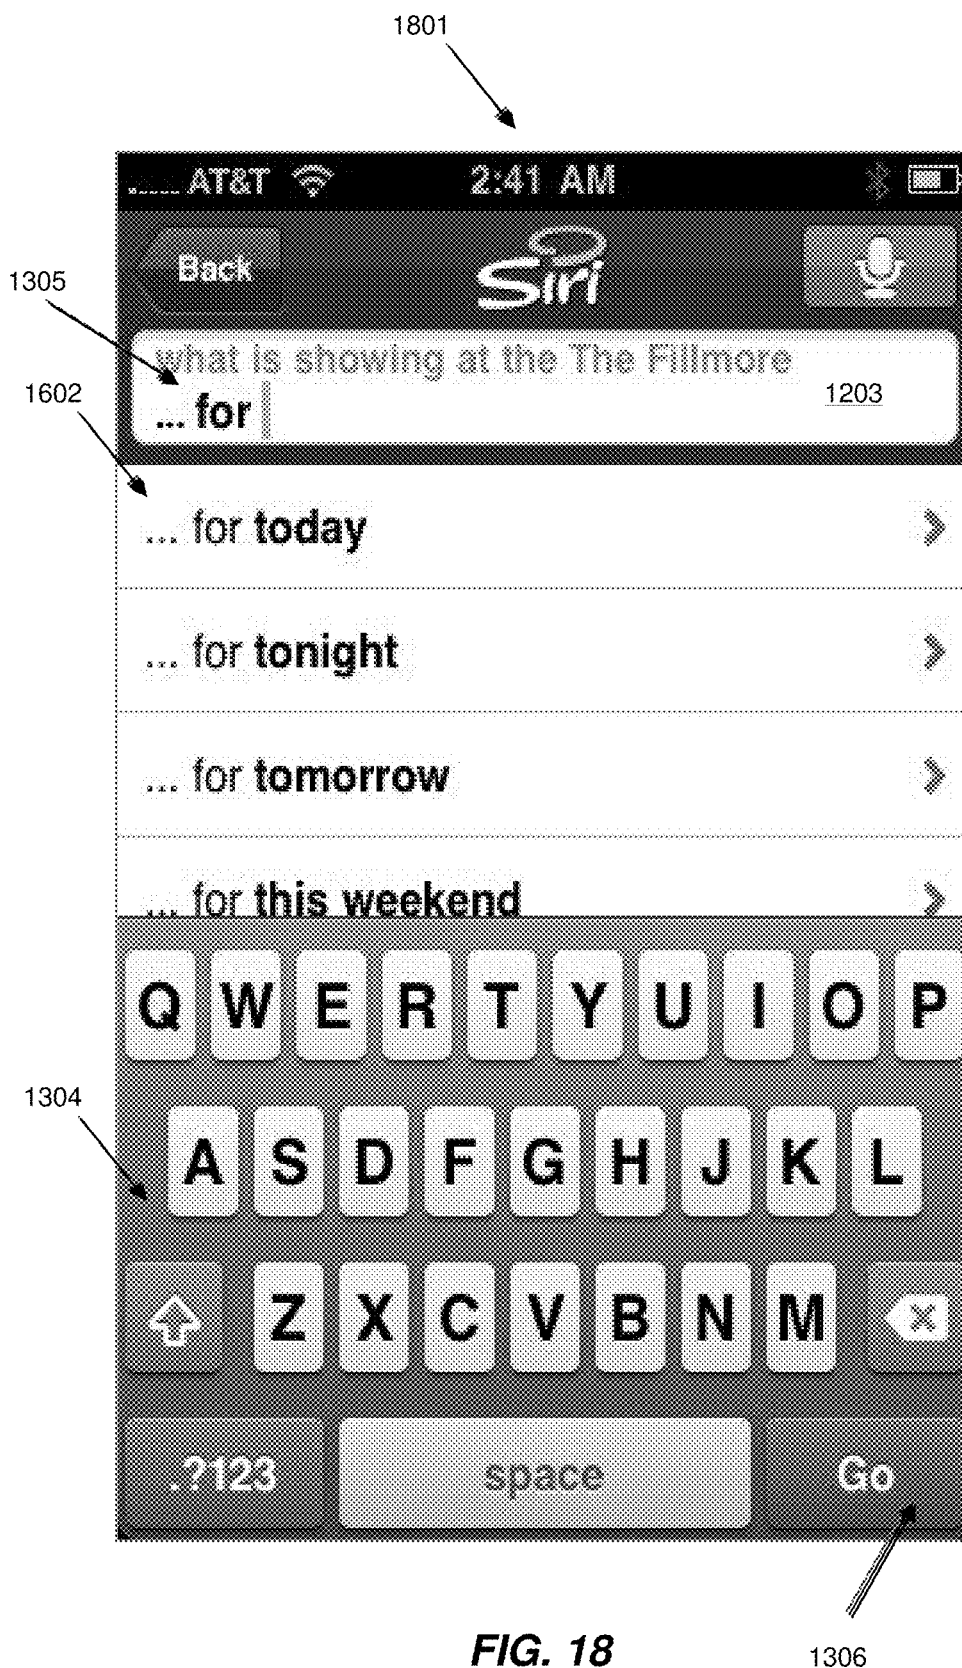 1801
..... AT&T 2:41 AM
Back Siri
1305
what is showing at the The Fillmore
1602
... for 1203
... for today
... for tonight
... for tomorrow
... for this weekend
Q W E R T Y U I O P
1304
A S D F G H J K L
Z X C V B N M
.?123 space Go
FIG. 18
1306